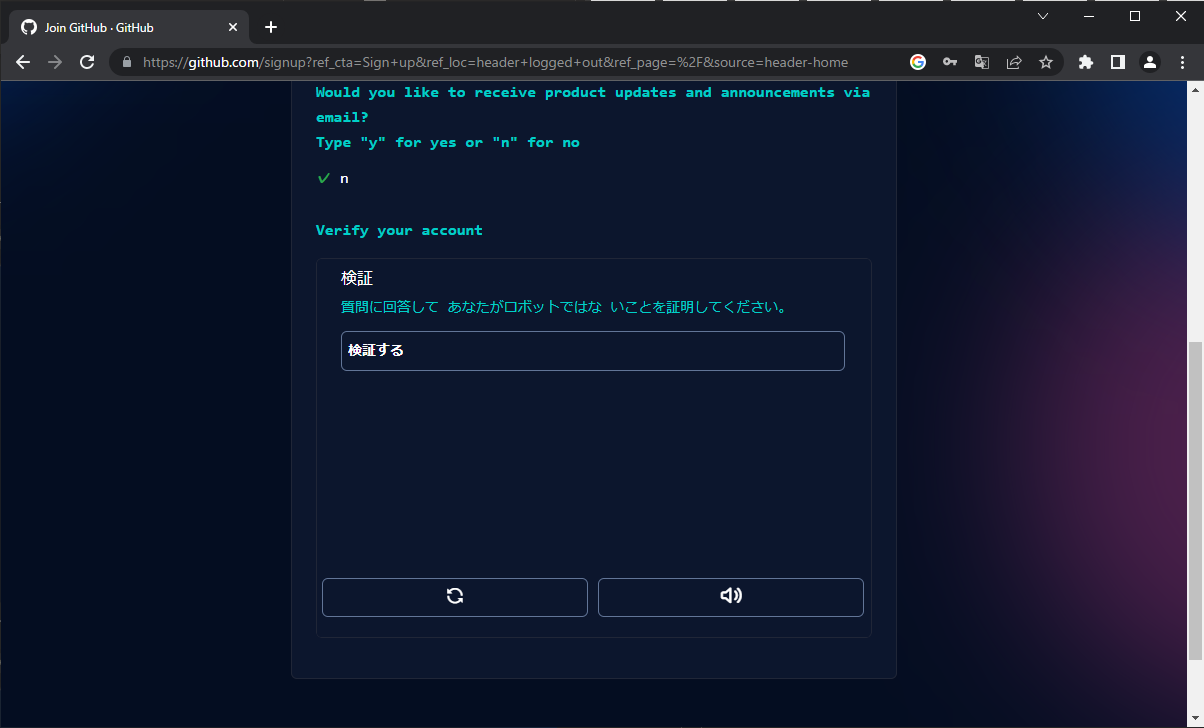 Join GitHub · GitHub
https://github.com/signup?ref_cta=Sign+up&ref_loc=header+logged+out&ref_page=%2F&source=header-home
Would you like to receive product updates and announcements via
email?
Type "y" for yes or "n" for no
✓ n
Verify your account
検証
質問に回答して あなたがロボットではな いことを証明してください。
検証する